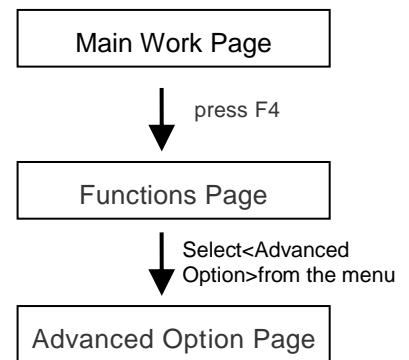 Main Work Page
press F4
Functions Page
Select<Advanced
Option>from the menu
Advanced Option Page